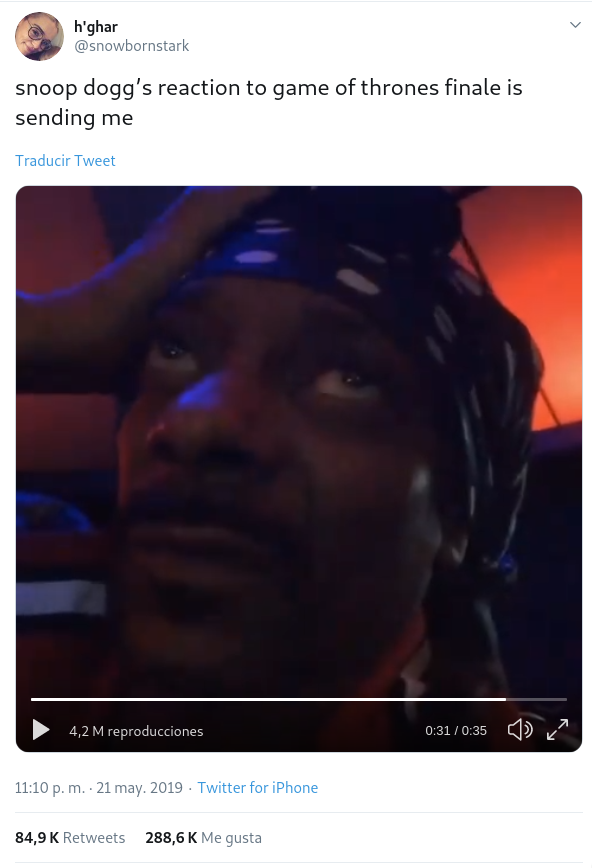 h'ghar
@snowbornstark
snoop dogg’s reaction to game of thrones finale is
sending me
Traducir Tweet
4,2 M reproducciones
0:31 / 0:35
11:10 p. m. · 21 may. 2019 · Twitter for iPhone
84,9 K Retweets 288,6 K Me gusta